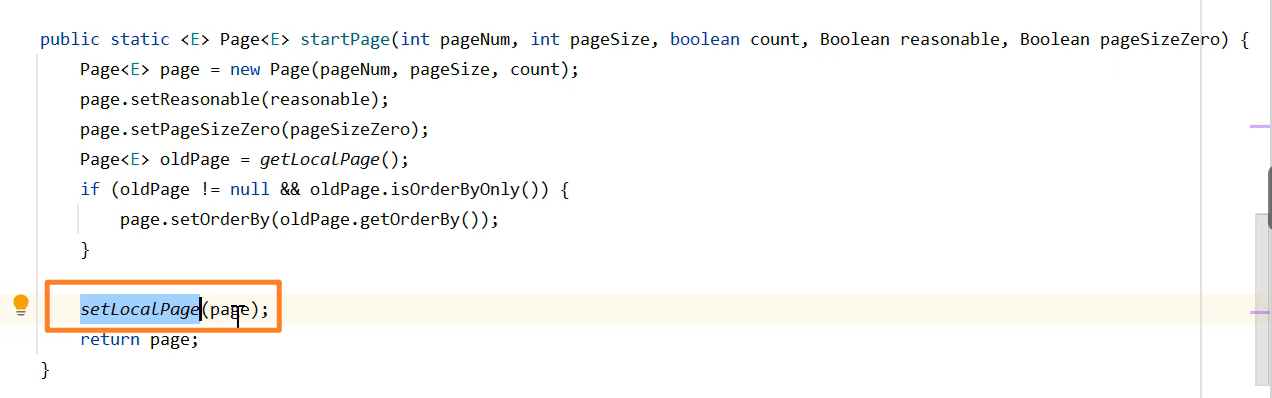 public static <E> Page<E> startPage(int pageNum, int pageSize, boolean count, Boolean reasonable, Boolean pageSizeZero) {
    Page<E> page = new Page(pageNum, pageSize, count);
    page.setReasonable(reasonable);
    page.setPageSizeZero(pageSizeZero);
    Page<E> oldPage = getLocalPage();
    if (oldPage != null && oldPage.isOrderByOnly()) {
        page.setOrderBy(oldPage.getOrderBy());
    }
    setLocalPage(page);
    return page;
}